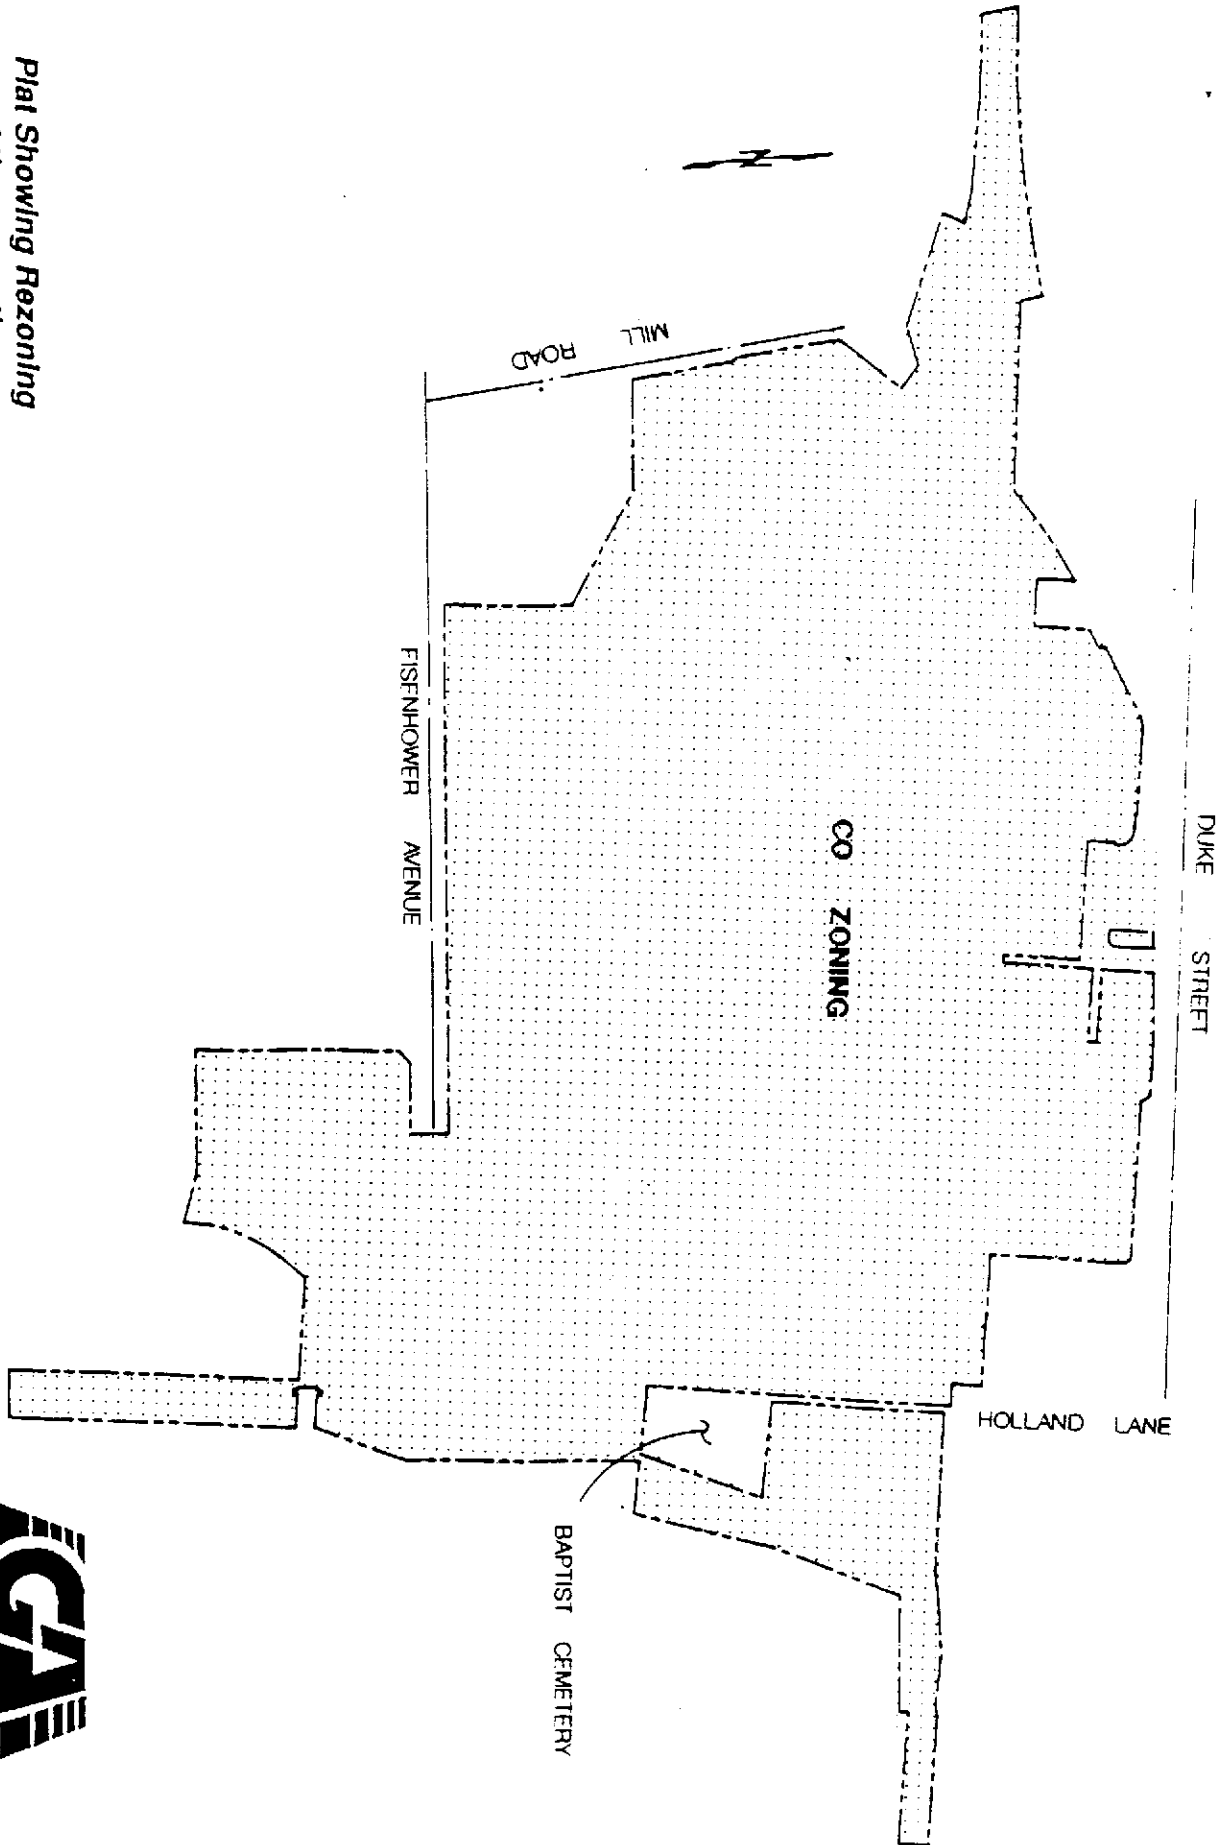 DUKE STREET
N
MILL ROAD
CO ZONING
HOLLAND LANE
EISENHOWER AVENUE
BAPTIST CEMETERY
Plat Showing Rezoning